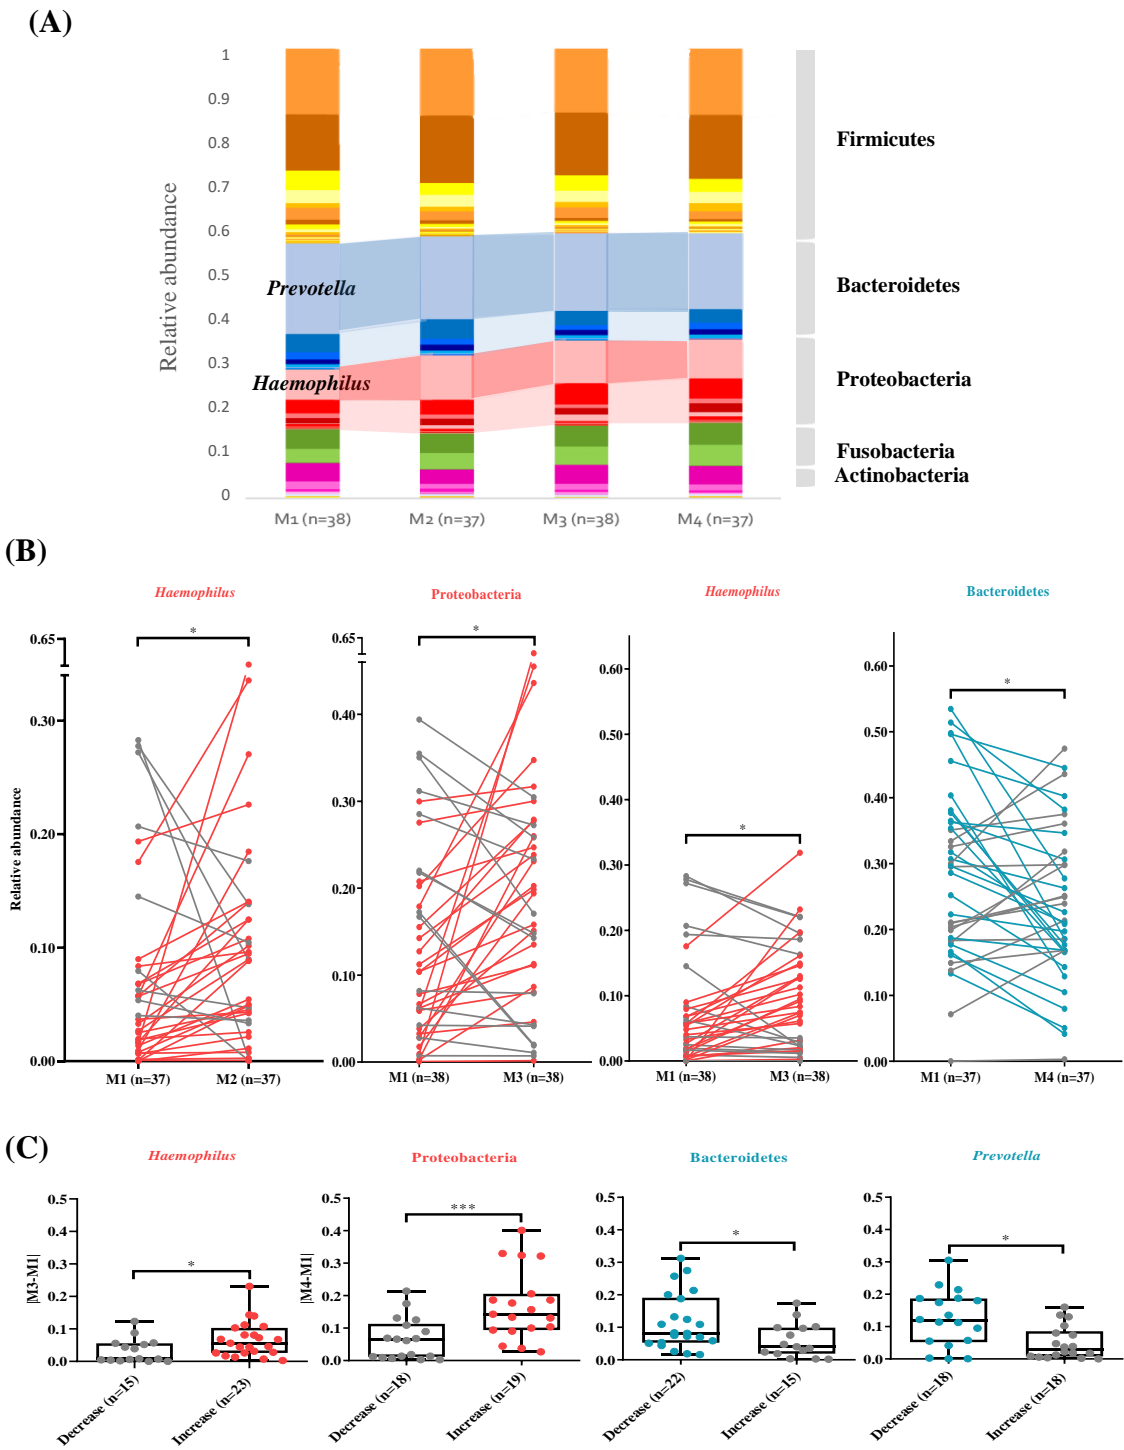 (A)
1
0.9
0.8
0.7
0.6
0.5
0.4
0.3
0.2
0.1
0
Relative abundance
Prevotella
Haemophilus
Firmicutes
Bacteroidetes
Proteobacteria
Fusobacteria
Actinobacteria
M1 (n=38) M2 (n=37) M3 (n=38) M4 (n=37)
(B)
Haemophilus
*
0.65
0.30
0.20
0.10
0.00
Relative abundance
M1 (n=37) M2 (n=37)
Proteobacteria
*
0.65
0.40
0.30
0.20
0.10
0.00
M1 (n=38) M3 (n=38)
Haemophilus
*
0.60
0.40
0.30
0.20
0.10
0.00
M1 (n=38) M3 (n=38)
Bacteroidetes
*
0.60
0.50
0.40
0.30
0.20
0.10
0.00
M1 (n=37) M4 (n=37)
(C)
Haemophilus
*
0.5
0.4
0.3
0.2
0.1
0.0
|M3-M1|
Decrease (n=15) Increase (n=23)
Proteobacteria
***
0.5
0.4
0.3
0.2
0.1
0.0
|M4-M1|
Decrease (n=18) Increase (n=19)
Bacteroidetes
*
0.5
0.4
0.3
0.2
0.1
0.0
Decrease (n=22) Increase (n=15)
Prevotella
*
0.5
0.4
0.3
0.2
0.1
0.0
Decrease (n=18) Increase (n=18)